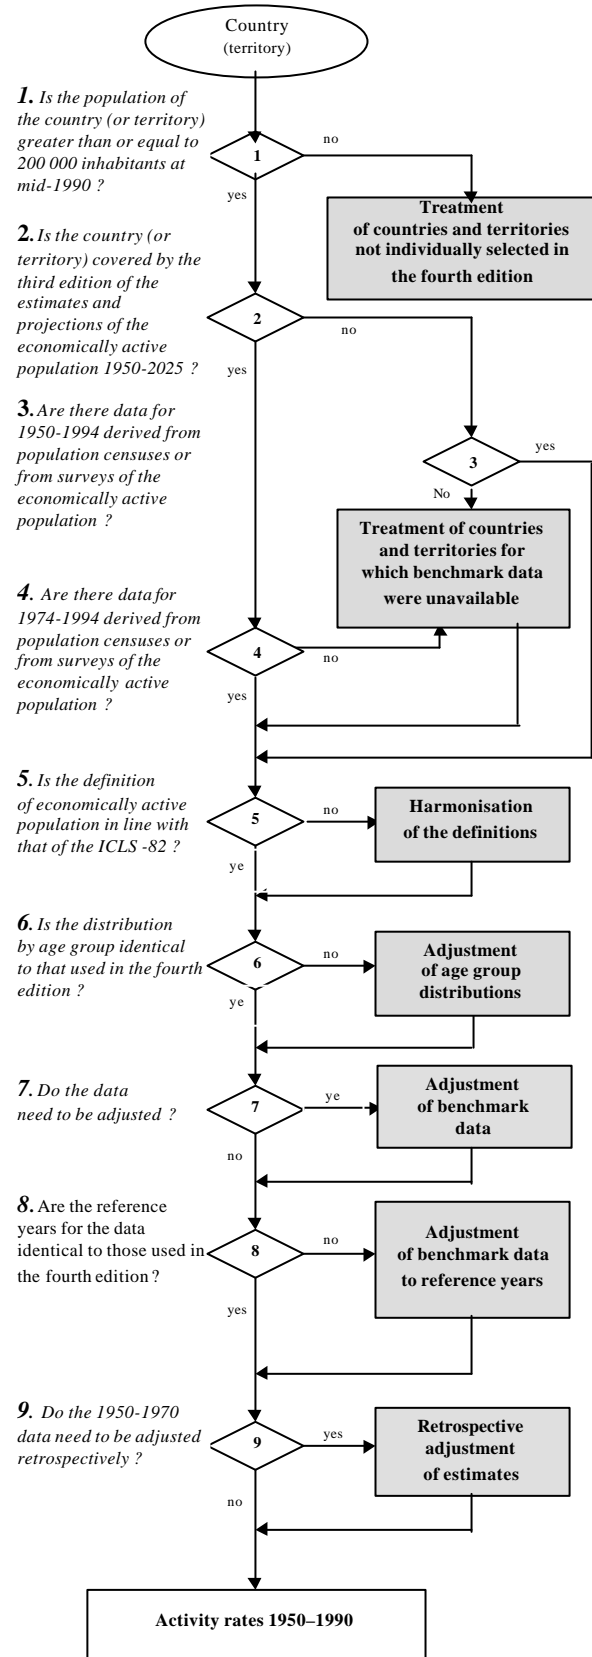 Country
(territory)
1. Is the population of
the country (or territory)
greater than or equal to
200 000 inhabitants at
mid-1990 ?
1
no
yes
Treatment
of countries and territories
not individually selected in
the fourth edition
2. Is the country (or
territory) covered by the
third edition of the
estimates and
projections of the
economically active
population 1950-2025 ?
2
no
yes
3. Are there data for
1950-1994 derived from
population censuses or
from surveys of the
economically active
population ?
3
yes
No
Treatment of countries
and territories for
which benchmark data
were unavailable
4. Are there data for
1974-1994 derived from
population censuses or
from surveys of the
economically active
population ?
4
no
yes
5. Is the definition
of economically active
population in line with
that of the ICLS -82 ?
5
no
ye
Harmonisation
of the definitions
6. Is the distribution
by age group identical
to that used in the fourth
edition ?
6
no
ye
Adjustment
of age group
distributions
7. Do the data
need to be adjusted ?
7
ye
no
Adjustment
of benchmark
data
8. Are the reference
years for the data
identical to those used in
the fourth edition ?
8
no
yes
Adjustment
of benchmark data
to reference years
9. Do the 1950-1970
data need to be adjusted
retrospectively ?
9
yes
no
Retrospective
adjustment
of estimates
Activity rates 1950–1990